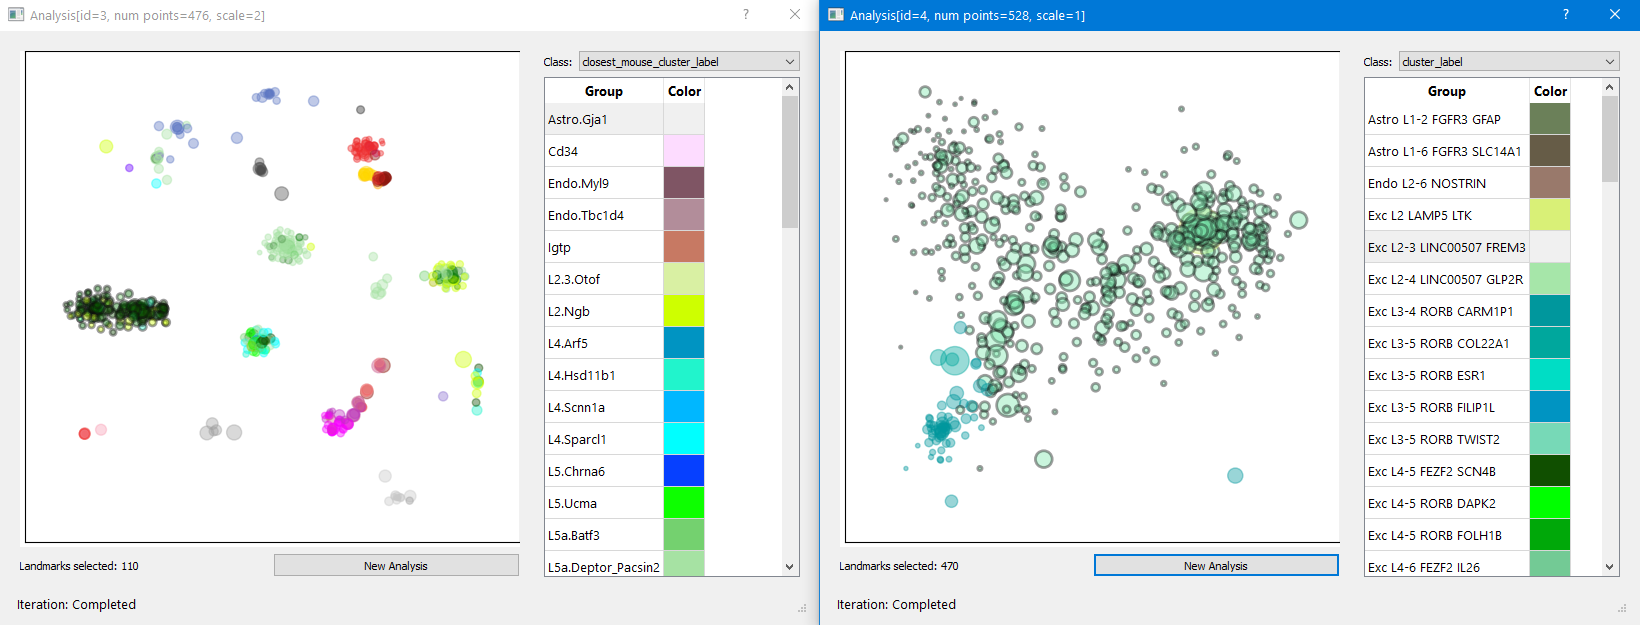 Analysis[id=3, num points=476, scale=2]
?
Class: closest_mouse_cluster_label
Group Color
Astro.Gja1
Cd34
Endo.Myl9
Endo.Tbc1d4
Igtp
L2.3.Otof
L2.Ngb
L4.Arf5
L4.Hsd11b1
L4.Scnn1a
L4.Sparcl1
L5.Chrna6
L5.Ucma
L5a.Batf3
L5a.Deptor_Pacsin2
Landmarks selected: 110
New Analysis
Iteration: Completed
Analysis[id=4, num points=528, scale=1]
?
Class: cluster_label
Group Color
Astro L1-2 FGFR3 GFAP
Astro L1-6 FGFR3 SLC14A1
Endo L2-6 NOSTRIN
Exc L2 LAMP5 LTK
Exc L2-3 LINC00507 FREM3
Exc L2-4 LINC00507 GLP2R
Exc L3-4 RORB CARM1P1
Exc L3-5 RORB COL22A1
Exc L3-5 RORB ESR1
Exc L3-5 RORB FILIP1L
Exc L3-5 RORB TWIST2
Exc L4-5 FEZF2 SCN4B
Exc L4-5 RORB DAPK2
Exc L4-5 RORB FOLH1B
Exc L4-6 FEZF2 IL26
Landmarks selected: 470
New Analysis
Iteration: Completed